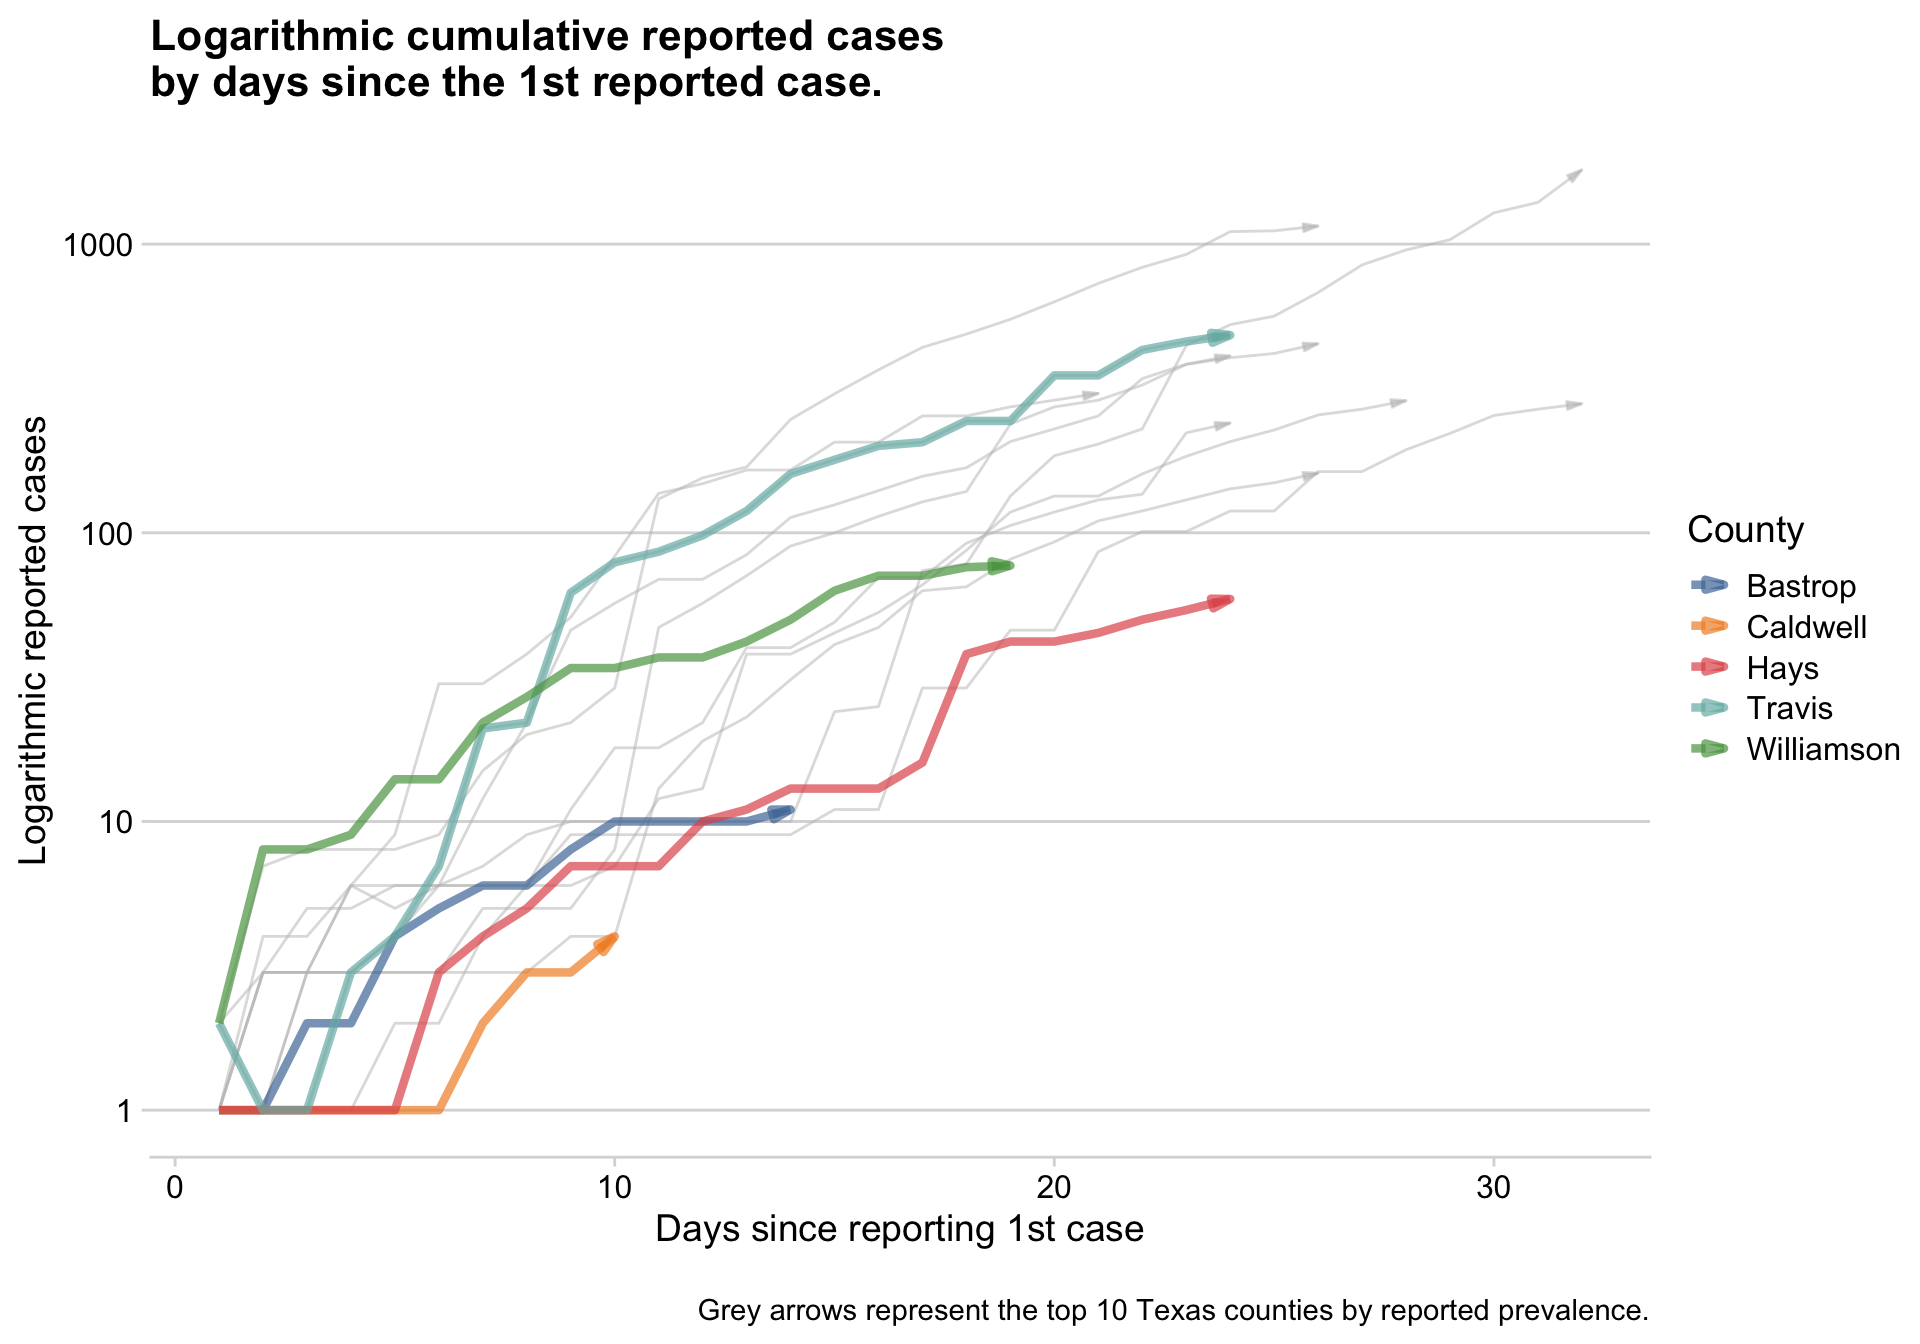 Logarithmic cumulative reported cases
by days since the 1st reported case.
Logarithmic reported cases
1000
100
10
1
0
10
20
30
Days since reporting 1st case
County
Bastrop
Caldwell
Hays
Travis
Williamson
Grey arrows represent the top 10 Texas counties by reported prevalence.